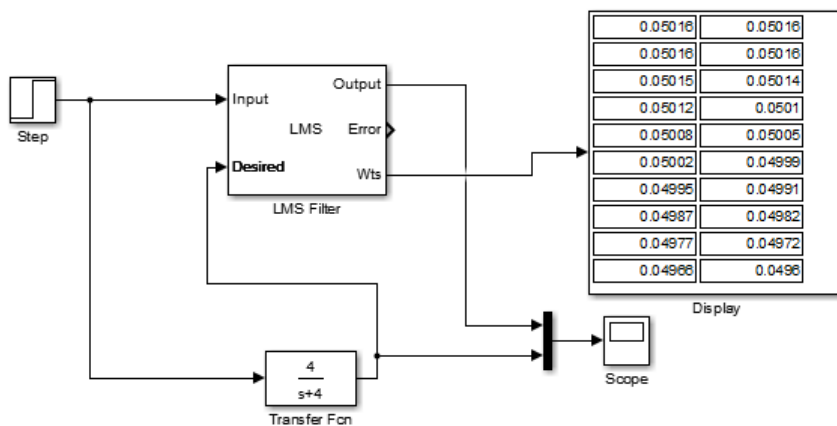 Step
Input
Desired
LMS
Output
Error
Wts
LMS Filter
0.05016 0.05016
0.05016 0.05016
0.05015 0.05014
0.05012 0.0501
0.05008 0.05005
0.05002 0.04999
0.04995 0.04991
0.04987 0.04982
0.04977 0.04972
0.04966 0.0496
Display
4
s+4
Transfer Fcn
Scope